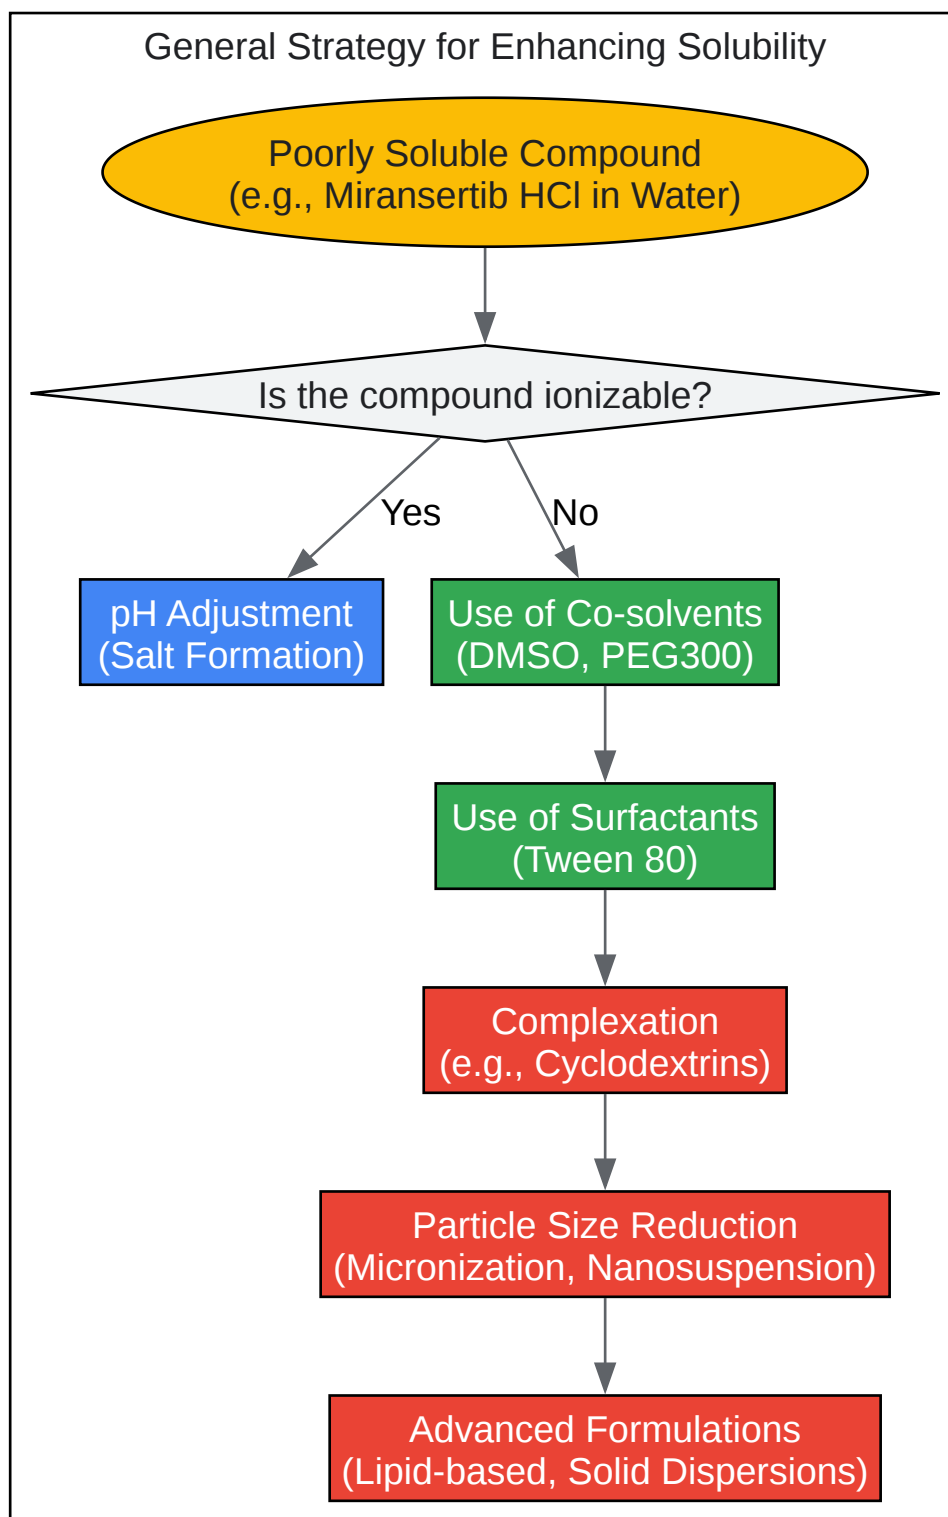 General Strategy for Enhancing Solubility
Poorly Soluble Compound
(e.g., Miransertib HCl in Water)
Is the compound ionizable?
Yes
No
pH Adjustment
(Salt Formation)
Use of Co-solvents
(DMSO, PEG300)
Use of Surfactants
(Tween 80)
Complexation
(e.g., Cyclodextrins)
Particle Size Reduction
(Micronization, Nanosuspension)
Advanced Formulations
(Lipid-based, Solid Dispersions)